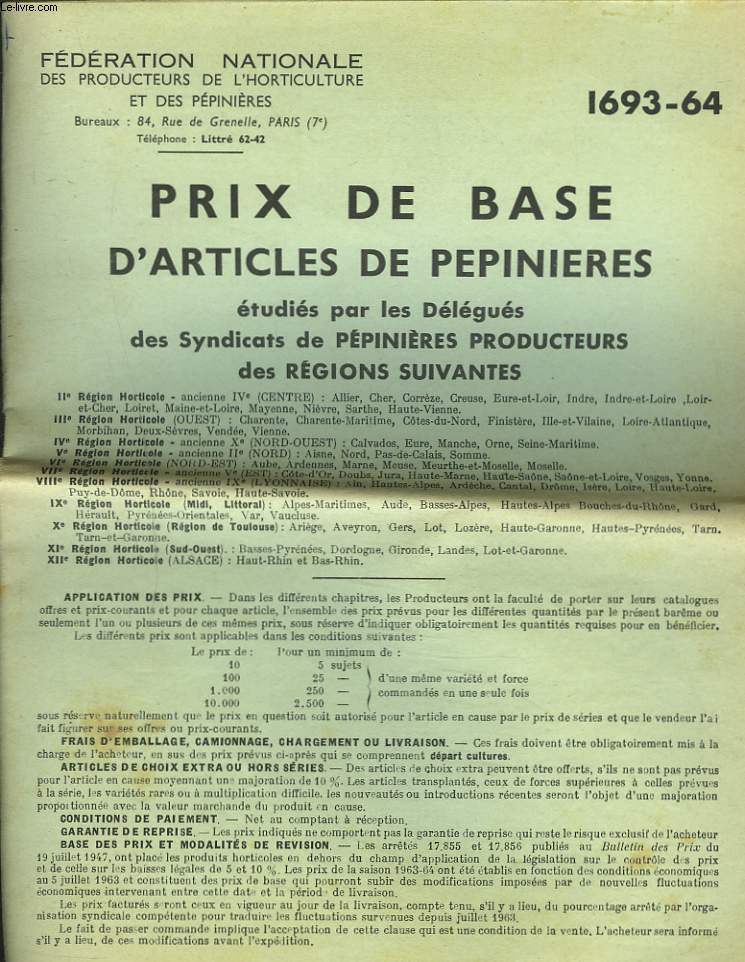 Le-livre.com
FÉDÉRATION NATIONALE
DES PRODUCTEURS DE L'HORTICULTURE
ET DES PÉPINIÈRES
Bureaux : 84, Rue de Grenelle, PARIS (7e)
Téléphone : Littré 62-42
1693-64
PRIX DE BASE
D'ARTICLES DE PEPINIERES
étudiés par les Délégués
des Syndicats de PÉPINIÈRES PRODUCTEURS
des RÉGIONS SUIVANTES
IIe Région Horticole - ancienne IVe (CENTRE) : Allier, Cher, Corrèze, Creuse, Eure-et-Loir, Indre, Indre-et-Loire ,Loir-
et-Cher, Loiret, Maine-et-Loire, Mayenne, Nièvre, Sarthe, Haute-Vienne.
IIIe Région Horticole (OUEST) : Charente, Charente-Maritime, Côtes-du-Nord, Finistère, Ille-et-Vilaine, Loire-Atlantique,
Morbihan, Deux-Sèvres, Vendée, Vienne.
IVe Région Horticole - ancienne Xe (NORD-OUEST) : Calvados, Eure, Manche, Orne, Seine-Maritime.
Ve Région Horticole - ancienne IIe (NORD) : Aisne, Nord, Pas-de-Calais, Somme.
VIe Région Horticole (NORD-EST) : Aube, Ardennes, Marne, Meuse, Meurthe-et-Moselle, Moselle.
VIIe Région Horticole - ancienne Ve (EST) : Côte-d'Or, Doubs, Jura, Haute-Marne, Haute-Saône, Saône-et-Loire, Vosges, Yonne.
VIIIe Région Horticole - ancienne IXe (LYONNAISE) : Ain, Hautes-Alpes, Ardèche, Cantal, Drôme, Isère, Loire, Haute-Loire,
Puy-de-Dôme, Rhône, Savoie, Haute-Savoie.
IXe Région Horticole (Midi, Littoral) : Alpes-Maritimes, Aude, Basses-Alpes, Hautes-Alpes Bouches-du-Rhône, Gard,
Hérault, Pyrénées-Orientales, Var, Vaucluse.
Xe Région Horticole (Région de Toulouse) : Ariège, Aveyron, Gers, Lot, Lozère, Haute-Garonne, Hautes-Pyrénées, Tarn,
Tarn-et-Garonne.
XIe Région Horticole (Sud-Ouest). : Basses-Pyrénées, Dordogne, Gironde, Landes, Lot-et-Garonne.
XIIe Région Horticole (ALSACE) : Haut-Rhin et Bas-Rhin.
APPLICATION DES PRIX. — Dans les différents chapitres, les Producteurs ont la faculté de porter sur leurs catalogues
offres et prix-courants et pour chaque article, l'ensemble des prix prévus pour les différentes quantités par le présent barême ou
seulement l'un ou plusieurs de ces mêmes prix, sous réserve d'indiquer obligatoirement les quantités requises pour en bénéficier.
Les différents prix sont applicables dans les conditions suivantes :
Le prix de : Pour un minimum de :
10 5 sujets
100 25 — d'une même variété et force
1.000 250 — commandés en une seule fois
10.000 2.500 —
sous réserve naturellement que le prix en question soit autorisé pour l'article en cause par le prix de séries et que le vendeur l'ai
fait figurer sur ses offres ou prix-courants.
FRAIS D'EMBALLAGE, CAMIONNAGE, CHARGEMENT OU LIVRAISON. — Ces frais doivent être obligatoirement mis à la
charge de l'acheteur, en sus des prix prévus ci-après qui se comprennent départ cultures.
ARTICLES DE CHOIX EXTRA OU HORS SÉRIES. — Des articles de choix extra peuvent être offerts, s'ils ne sont pas prévus
pour l'article en cause moyennant une majoration de 10 %. Les articles transplantés, ceux de forces supérieures à celles prévues
à la série, les variétés rares ou à multiplication difficile. les nouveautés ou introductions récentes seront l'objet d'une majoration
proportionnée avec la valeur marchande du produit en cause.
CONDITIONS DE PAIEMENT. — Net au comptant à réception.
GARANTIE DE REPRISE. — Les prix indiqués ne comportent pas la garantie de reprise qui reste le risque exclusif de l'acheteur
BASE DES PRIX ET MODALITÉS DE REVISION. — Les arrêtés 17.855 et 17.856 publiés au Bulletin des Prix du
19 juillet 1947, ont placé les produits horticoles en dehors du champ d'application de la législation sur le contrôle des prix
et de celle sur les baisses légales de 5 et 10 %. Les prix de la saison 1963-64 ont été établis en fonction des conditions économiques
au 5 juillet 1963 et constituent des prix de base qui pourront subir des modifications imposées par de nouvelles fluctuations
économiques intervenant entre cette date et la période de livraison.
Les prix facturés seront ceux en vigueur au jour de la livraison, compte tenu, s'il y a lieu, du pourcentage arrêté par l'orga-
nisation syndicale compétente pour traduire les fluctuations survenues depuis juillet 1963.
Le fait de passer commande implique l'acceptation de cette clause qui est une condition de la vente. L'acheteur sera informé
s'il y a lieu, de ces modifications avant l'expédition.